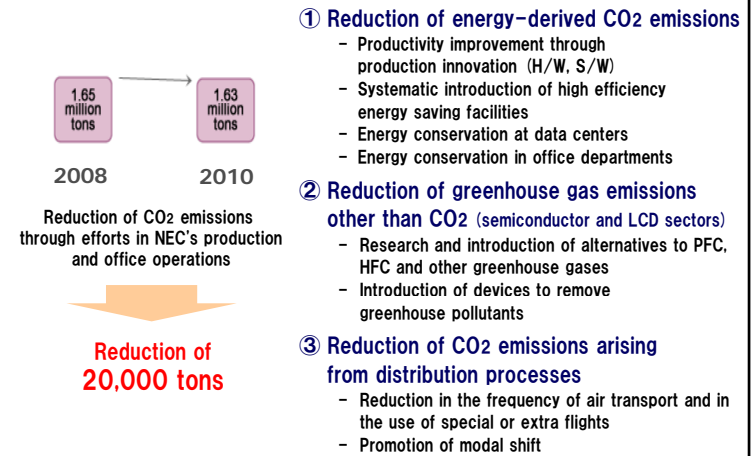 1.65
million
tons
1.63
million
tons
2008
2010
Reduction of CO2 emissions
through efforts in NEC's production
and office operations
Reduction of
20,000 tons
① Reduction of energy-derived CO2 emissions
- Productivity improvement through
production innovation (H/W, S/W)
- Systematic introduction of high efficiency
energy saving facilities
- Energy conservation at data centers
- Energy conservation in office departments
② Reduction of greenhouse gas emissions
other than CO2 (semiconductor and LCD sectors)
- Research and introduction of alternatives to PFC,
HFC and other greenhouse gases
- Introduction of devices to remove
greenhouse pollutants
③ Reduction of CO2 emissions arising
from distribution processes
- Reduction in the frequency of air transport and in
the use of special or extra flights
- Promotion of modal shift